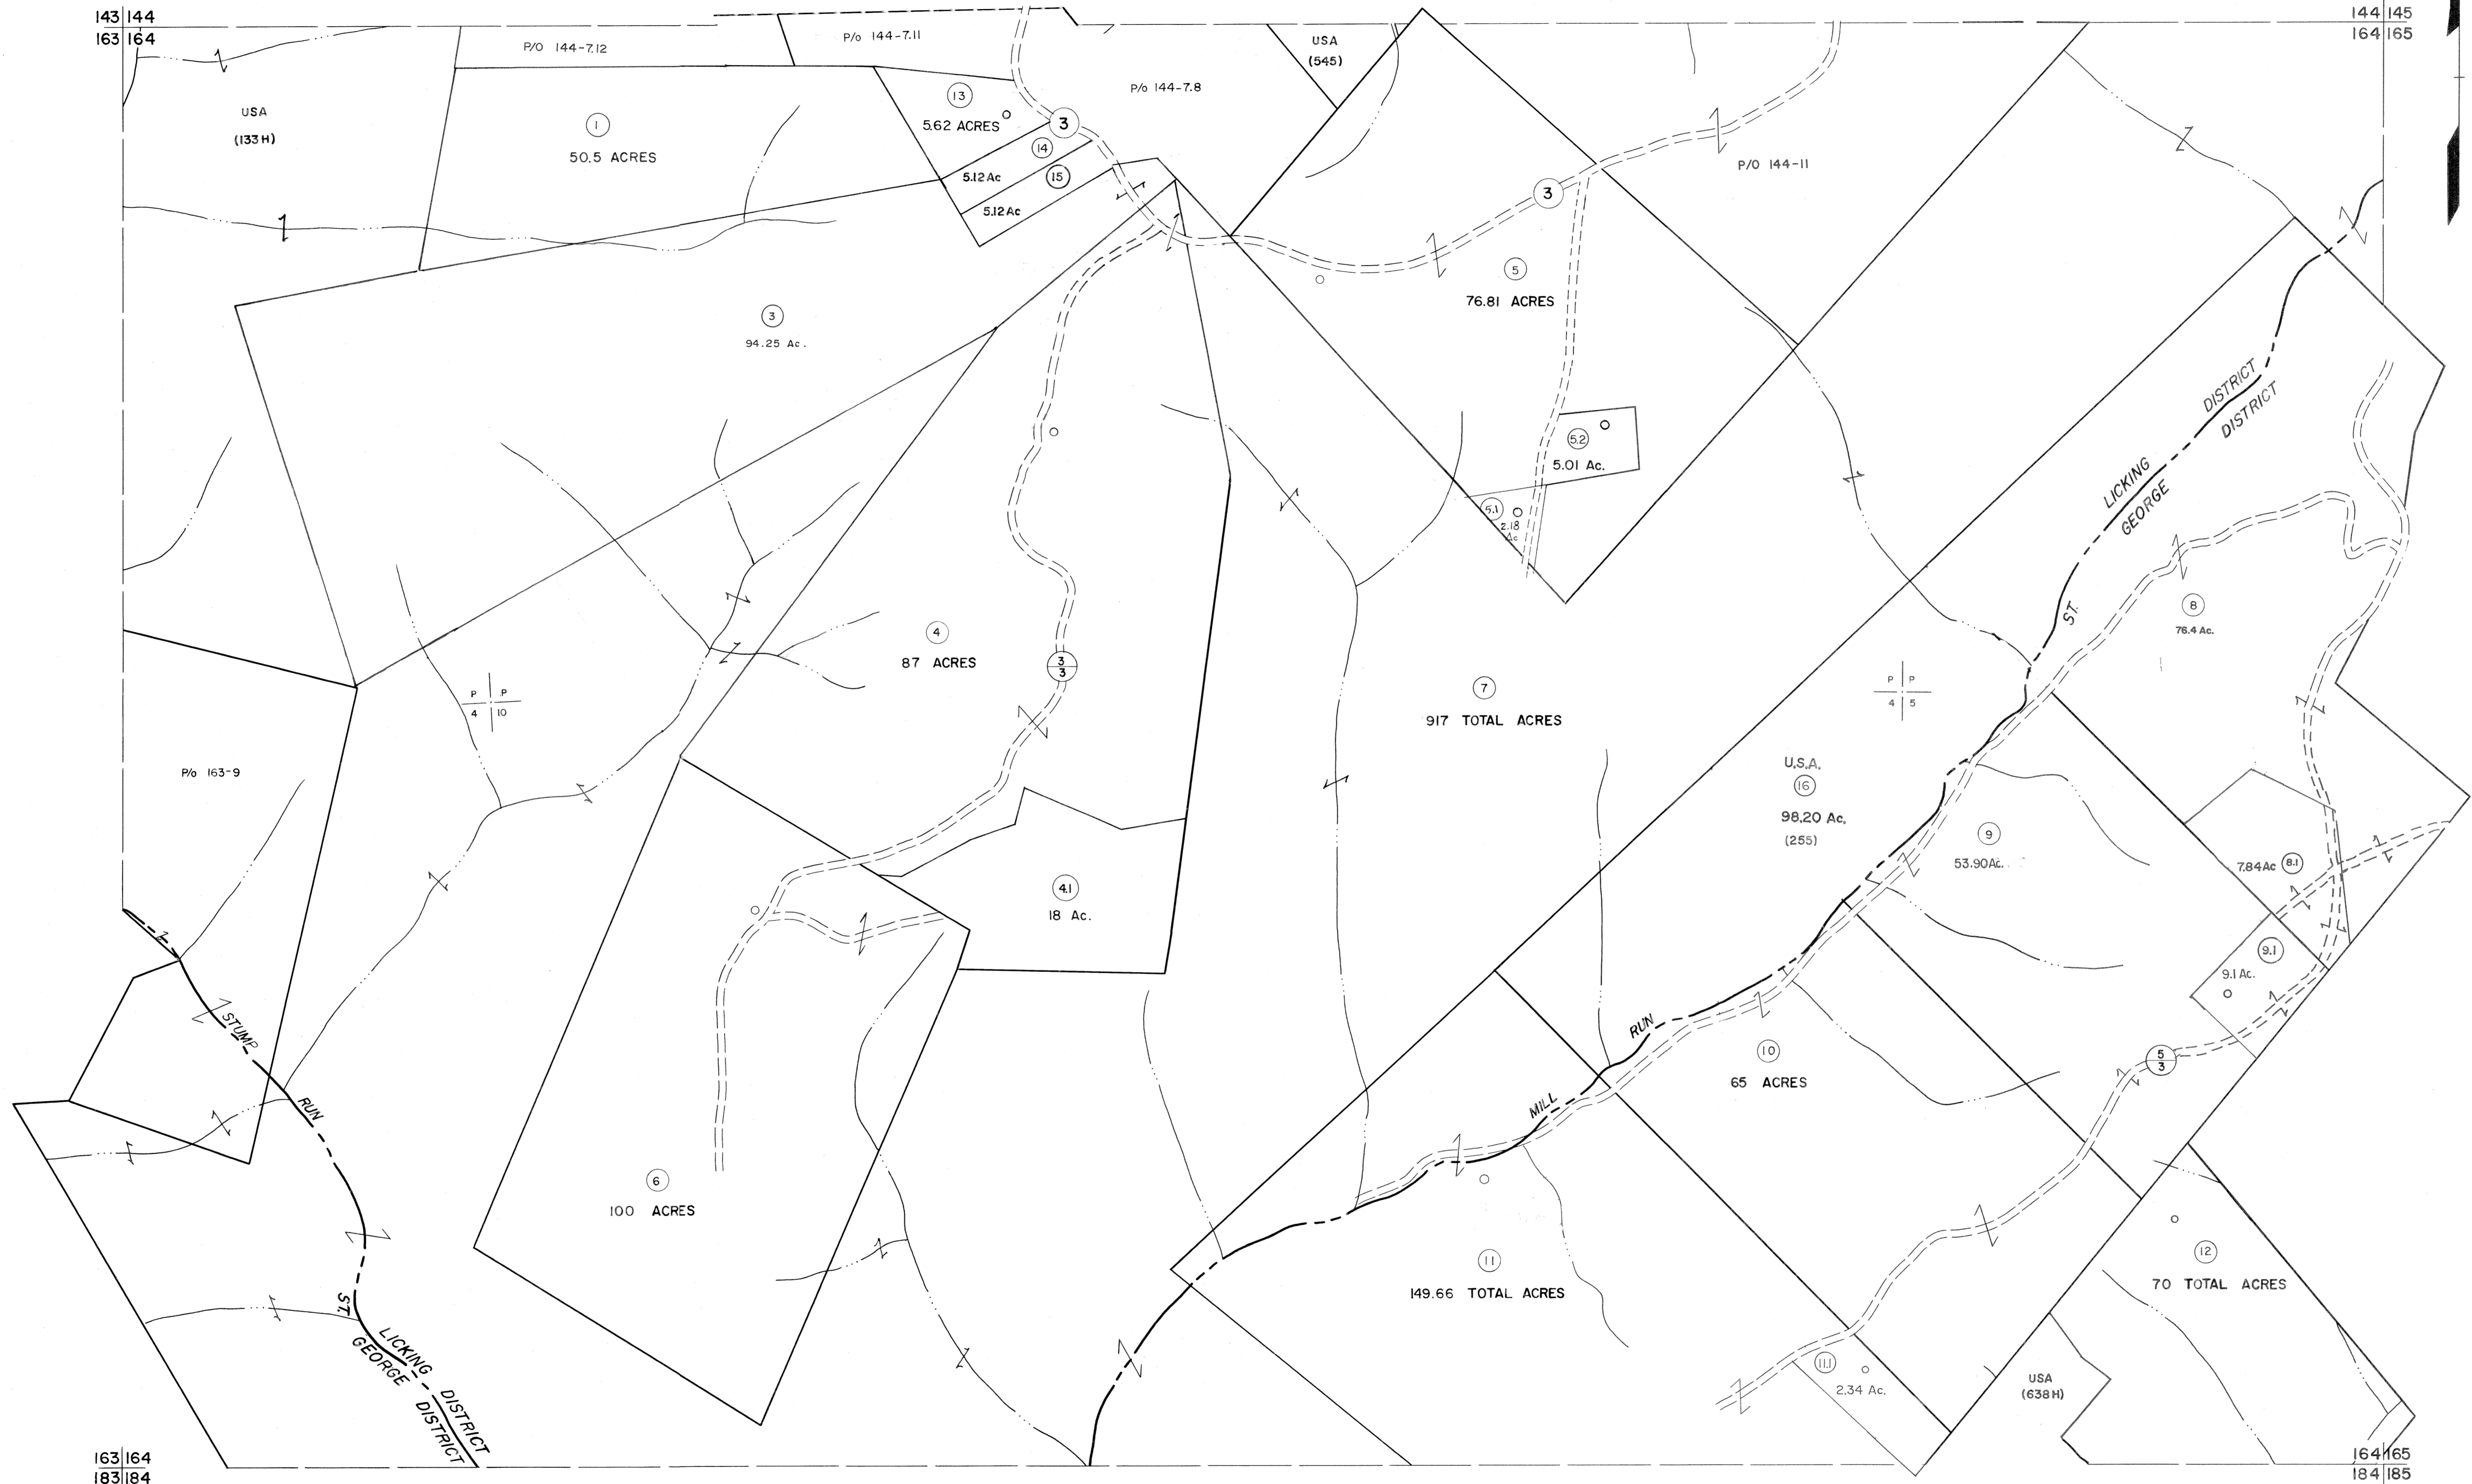 143 144
163 164
144 145
164 165
P/O 144-7.12
P/o 144-7.11
USA
(545)
P/o 144-7.8
USA
(133 H)
1
50.5 ACRES
13
5.62 ACRES
3
14
5.12 Ac
15
5.12 Ac
P/O 144-11
3
5
76.81 ACRES
3
94.25 Ac.
LICKING DISTRICT
GEORGE DISTRICT
5.2
5.01 Ac.
5.1
2.18
Ac
ST.
8
76.4 Ac.
4
87 ACRES
3
3
P P
4 10
7
917 TOTAL ACRES
P P
4 5
P/o 163-9
U.S.A.
16
98.20 Ac.
(255)
9
53.90 Ac.
7.84 Ac 8.1
4.1
18 Ac.
9.1
9.1 Ac.
STUMP
RUN
ST.
MILL
RUN
10
65 ACRES
5
3
6
100 ACRES
11
149.66 TOTAL ACRES
12
70 TOTAL ACRES
LICKING DISTRICT
GEORGE DISTRICT
11.1
2.34 Ac.
USA
(638 H)
163 164
183 184
164 165
184 185